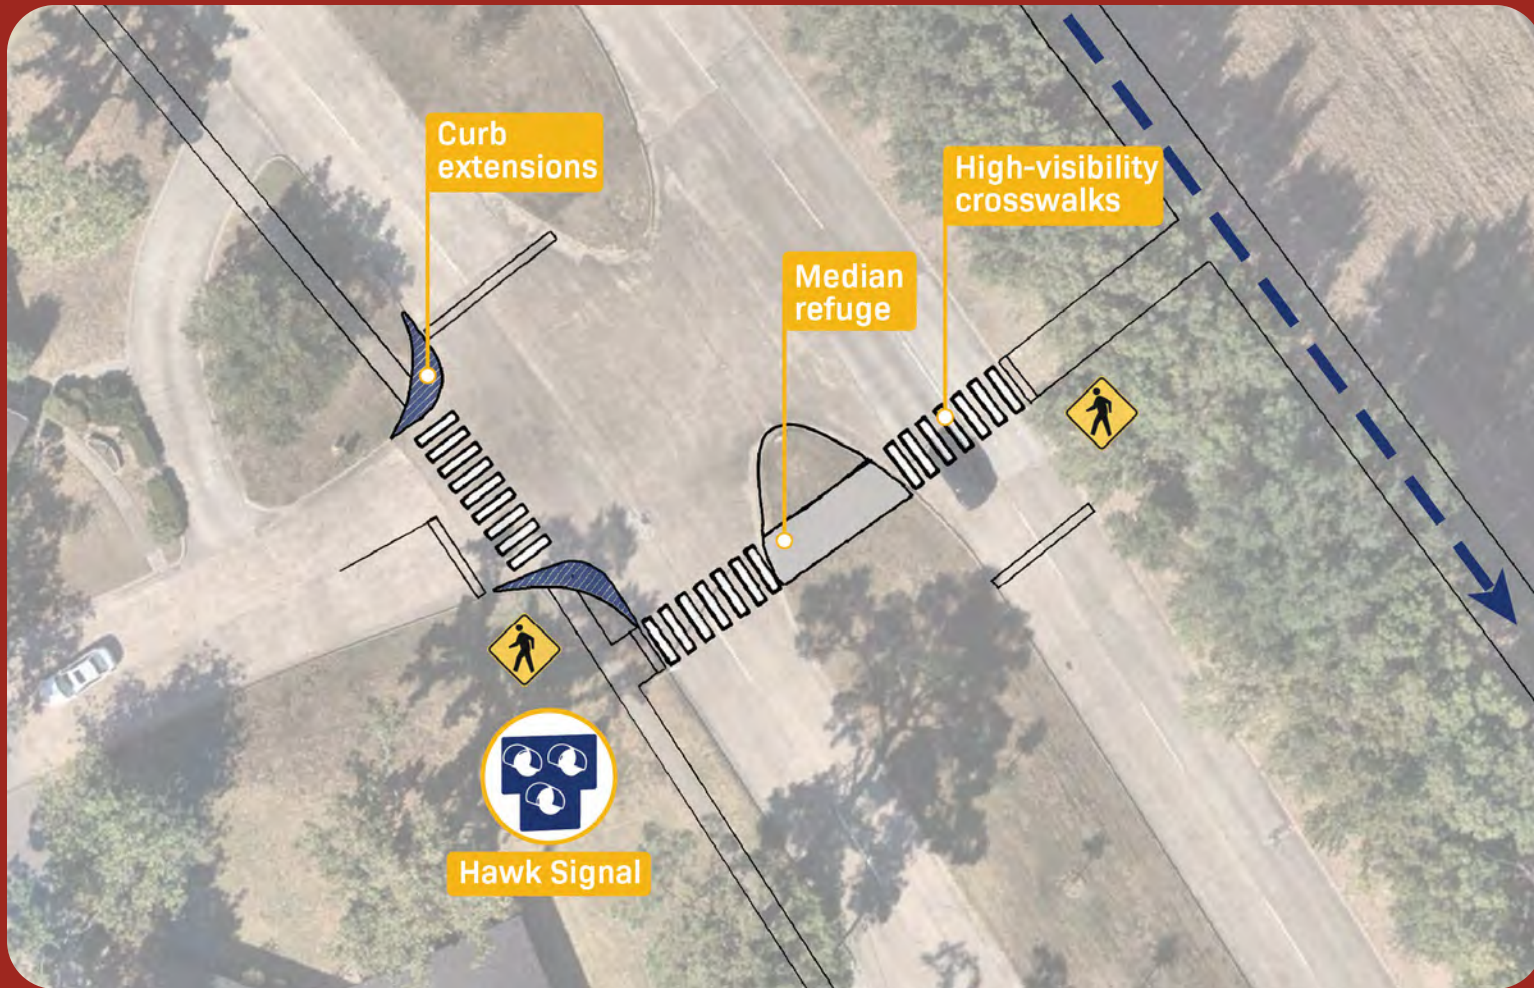 Curb
extensions
High-visibility
crosswalks
Median
refuge
Hawk Signal